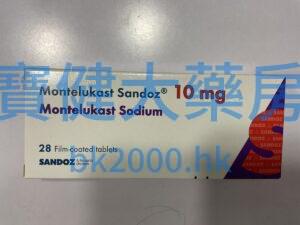 Montelukast Sandoz® 10 mg
Montelukast Sodium
寶健大藥房
28 Film-coated tablets
SANDOZ
bk2000.hk